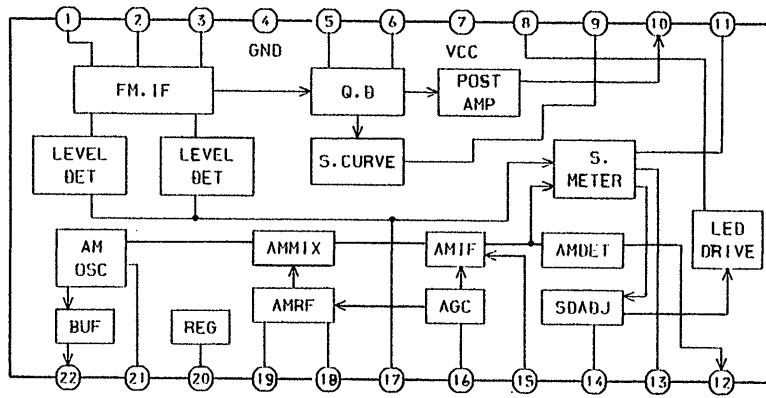 1 2 3 4 5 6 7 8 9 10 11
GND VCC
FM.IF Q.D POST AMP
LEVEL DET LEVEL DET S.CURVE S. METER
AM OSC AMMIX AMIF AMDET LED DRIVE
BUF REG AMRF AGC SDADJ
22 21 20 19 18 17 16 15 14 13 12